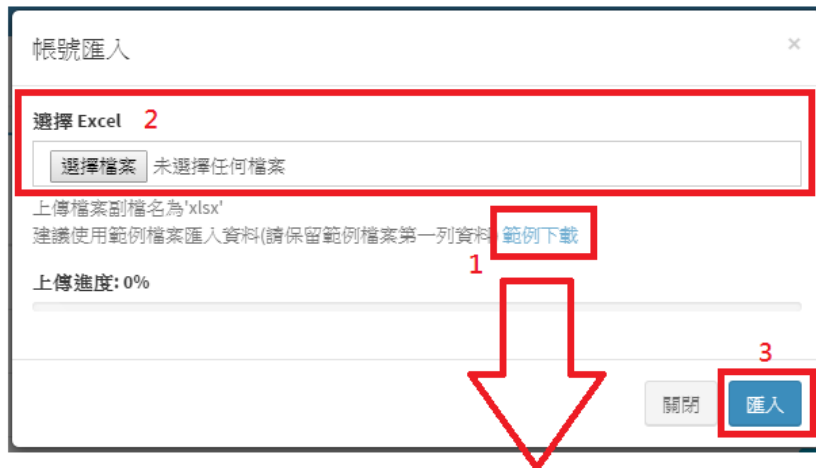 帳號匯入 ×
選擇 Excel 2
選擇檔案 未選擇任何檔案
上傳檔案副檔名為'xlsx'
建議使用範例檔案匯入資料(請保留範例檔案第一列資料) 範例下載
1
上傳進度: 0%
3
關閉 匯入